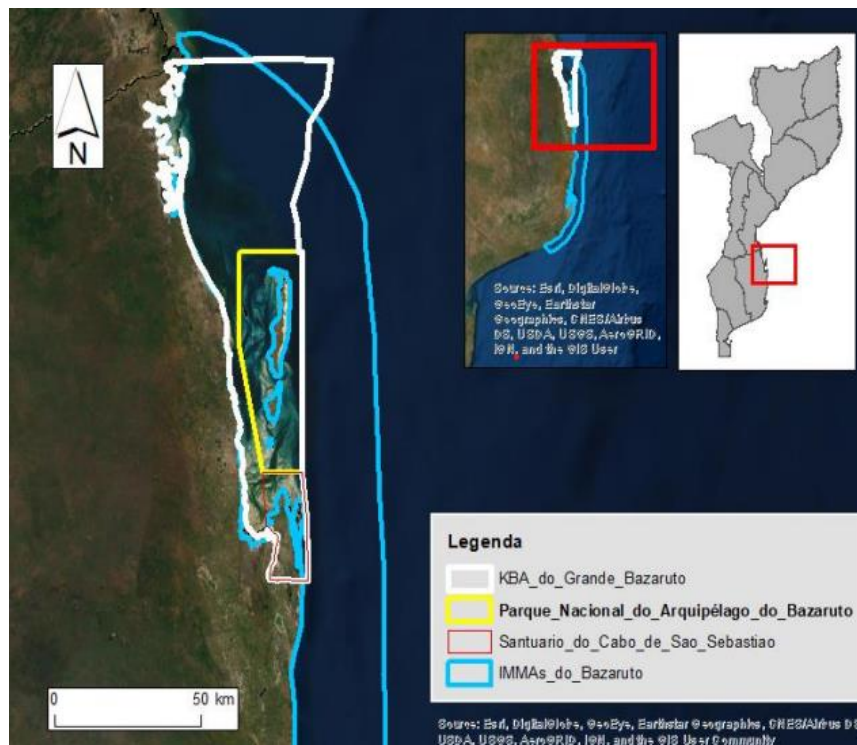 N
Source: Esri, DigitalGlobe,
GeoEye, Earthstar
Geographics, CNES/Airbus
DS, USDA, USGS, AeroGRID,
IGN, and the GIS User
Legenda
KBA_do_Grande_Bazaruto
Parque_Nacional_do_Arquipélago_do_Bazaruto
Santuario_do_Cabo_de_Sao_Sebastiao
IMMAs_do_Bazaruto
0 50 km
Source: Esri, DigitalGlobe, GeoEye, Earthstar Geographics, CNES/Airbus DS
USDA, USGS, AeroGRID, IGN, and the GIS User Community